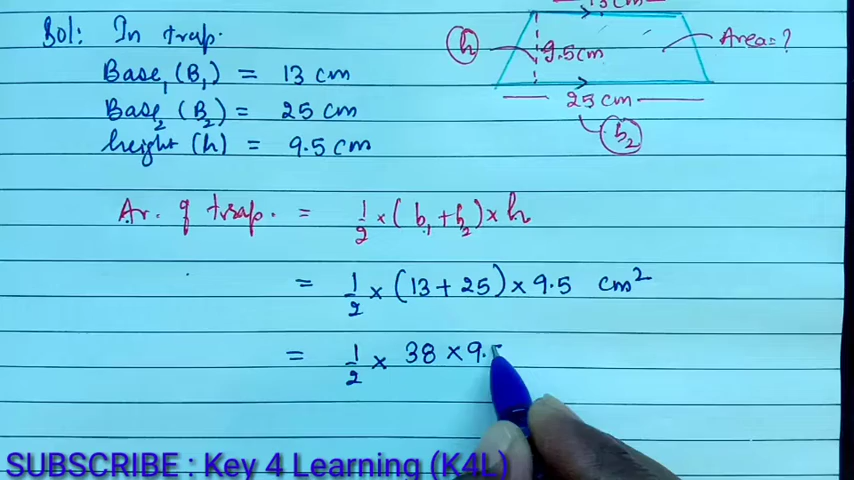 13 cm
Sol: In trap.
h
9.5cm
Area=?
Base₁ (B₁) = 13 cm
25 cm
Base₂ (B₂) = 25 cm
b₂
height (h) = 9.5 cm
Ar. of trap. = 1/2 × (b₁ + b₂) × h
= 1/2 × (13 + 25) × 9.5 cm²
= 1/2 × 38 × 9.
SUBSCRIBE : Key 4 Learning (K4L)